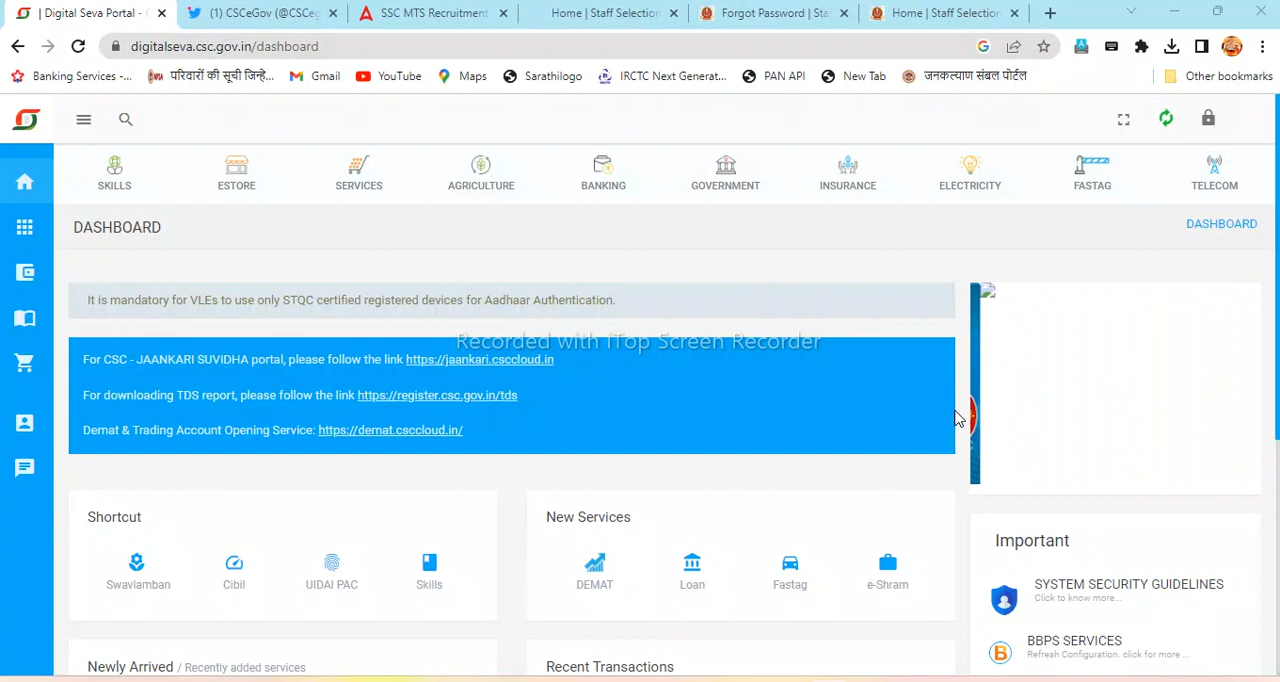 | Digital Seva Portal - C
(1) CSCeGov (@CSCeg
SSC MTS Recruitment
Home | Staff Selection
Forgot Password | Sta
Home | Staff Selection
digitalseva.csc.gov.in/dashboard
Banking Services -...
परिवारों की सूची जिन्हे...
Gmail
YouTube
Maps
Sarathilogo
IRCTC Next Generat...
PAN API
New Tab
जनकल्याण संबल पोर्टल
Other bookmarks
SKILLS
ESTORE
SERVICES
AGRICULTURE
BANKING
GOVERNMENT
INSURANCE
ELECTRICITY
FASTAG
TELECOM
DASHBOARD
DASHBOARD
It is mandatory for VLEs to use only STQC certified registered devices for Aadhaar Authentication.
Recorded with iTop Screen Recorder
For CSC - JAANKARI SUVIDHA portal, please follow the link https://jaankari.csccloud.in
For downloading TDS report, please follow the link https://register.csc.gov.in/tds
Demat & Trading Account Opening Service: https://demat.csccloud.in/
Shortcut
Swavlamban
Cibil
UIDAI PAC
Skills
New Services
DEMAT
Loan
Fastag
e-Shram
Important
SYSTEM SECURITY GUIDELINES
Click to know more...
BBPS SERVICES
Refresh Configuration. click for more ...
Newly Arrived / Recently added services
Recent Transactions